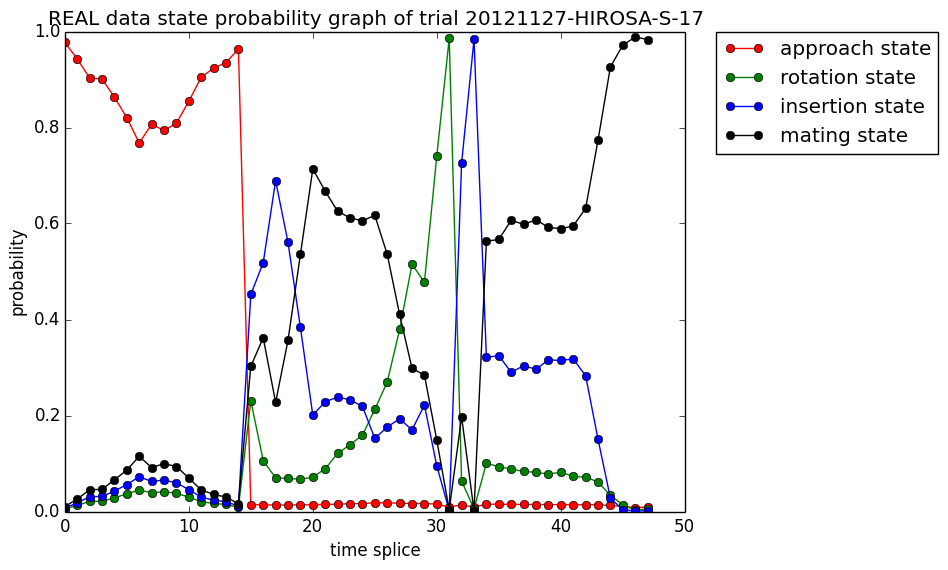 REAL data state probability graph of trial 20121127-HIROSA-S-17
1.0
0.8
0.6
0.4
0.2
0.0
probability
0 10 20 30 40 50
time splice
approach state
rotation state
insertion state
mating state